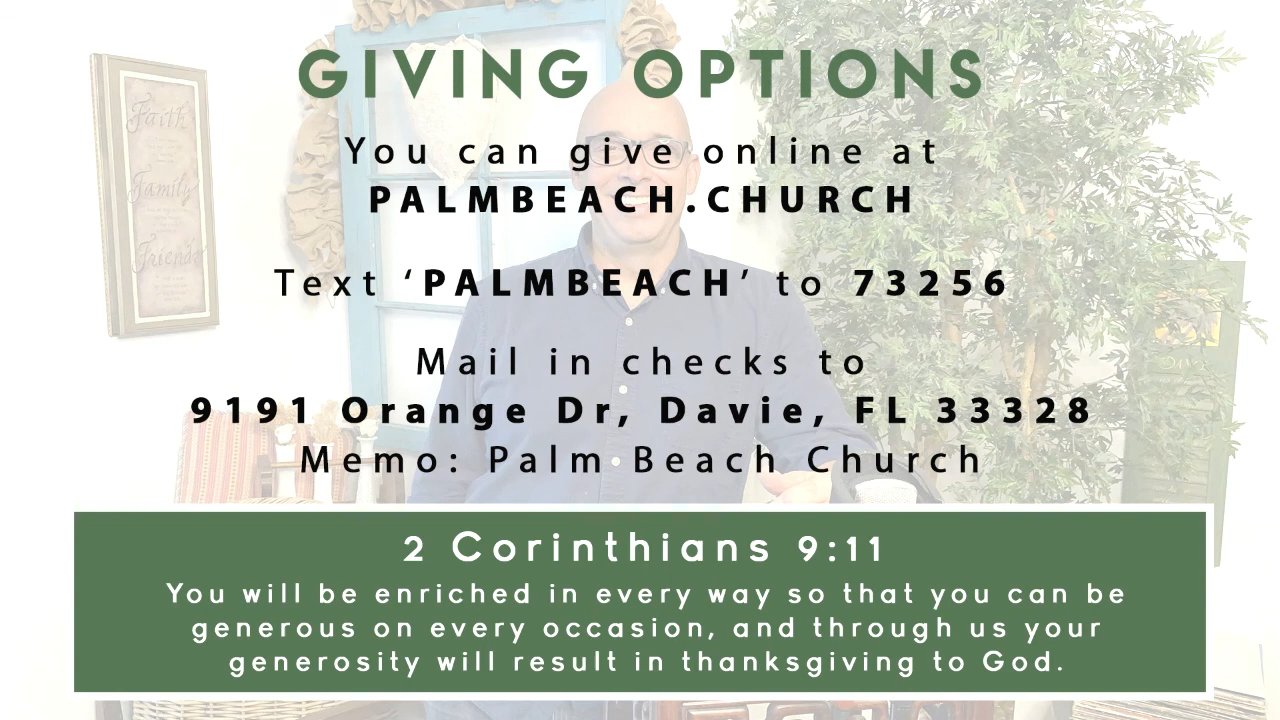 GIVING OPTIONS
You can give online at
PALMBEACH.CHURCH
Text ‘PALMBEACH’ to 73256
Mail in checks to
9191 Orange Dr, Davie, FL 33328
Memo: Palm Beach Church
2 Corinthians 9:11
You will be enriched in every way so that you can be
generous on every occasion, and through us your
generosity will result in thanksgiving to God.
Faith
Family
Friends